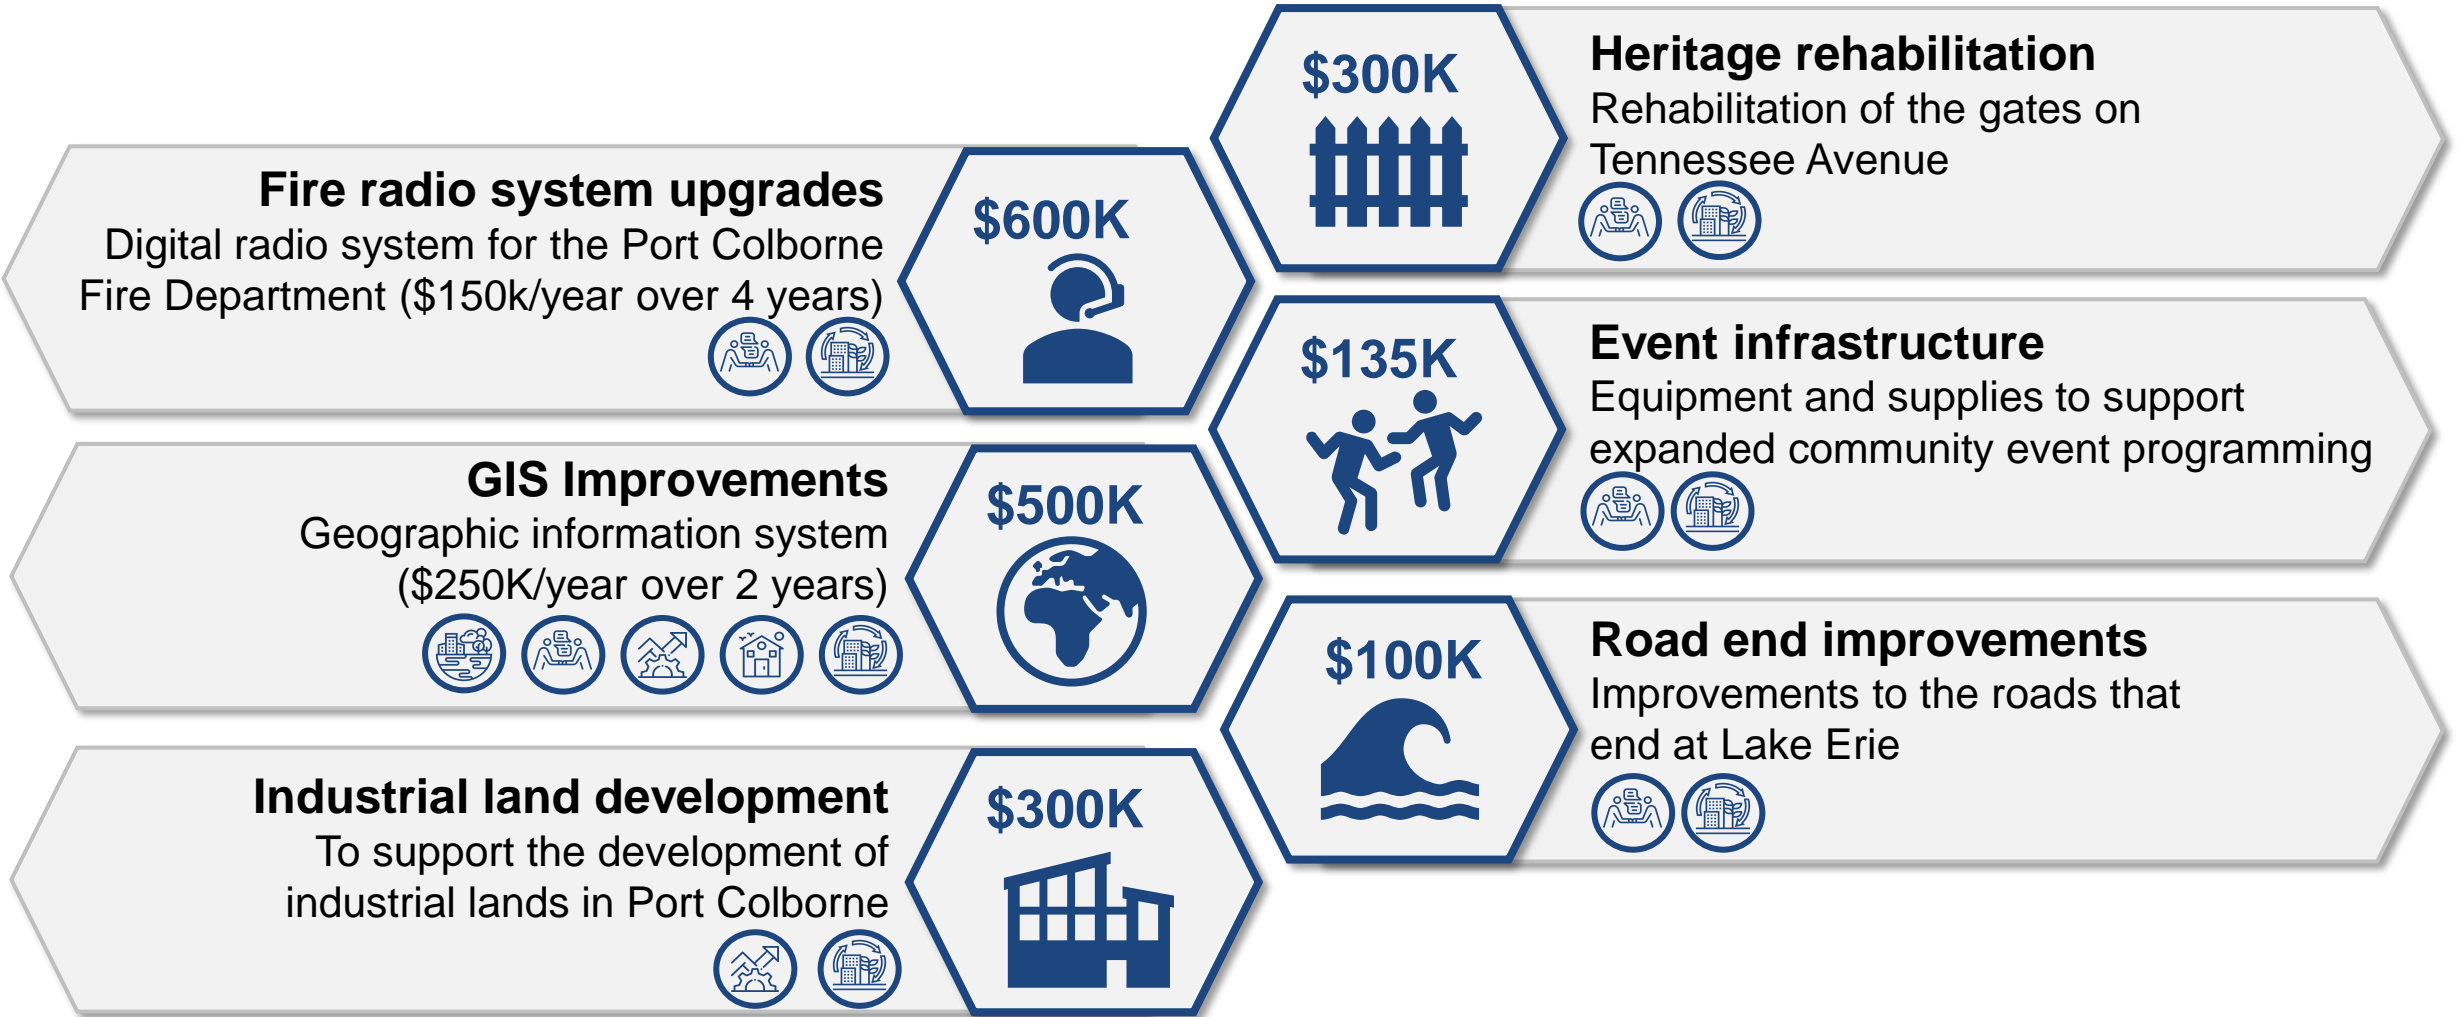 Fire radio system upgrades
Digital radio system for the Port Colborne
Fire Department ($150k/year over 4 years)
$600K
GIS Improvements
Geographic information system
($250K/year over 2 years)
$500K
Industrial land development
To support the development of
industrial lands in Port Colborne
$300K
$300K
Heritage rehabilitation
Rehabilitation of the gates on
Tennessee Avenue
$135K
Event infrastructure
Equipment and supplies to support
expanded community event programming
$100K
Road end improvements
Improvements to the roads that
end at Lake Erie